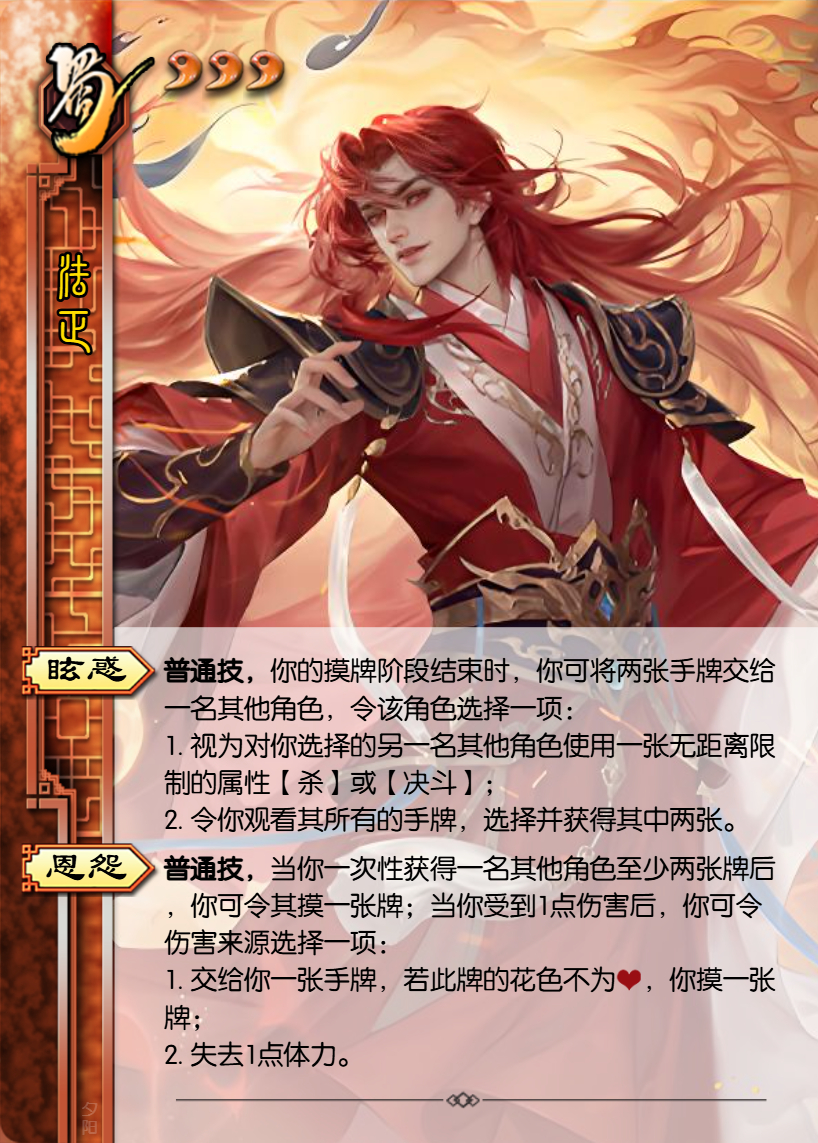 蜀
法正
眩惑
普通技，你的摸牌阶段结束时，你可将两张手牌交给
一名其他角色，令该角色选择一项：
1. 视为对你选择的另一名其他角色使用一张无距离限
制的属性【杀】或【决斗】；
2. 令你观看其所有的手牌，选择并获得其中两张。
恩怨
普通技，当你一次性获得一名其他角色至少两张牌后
，你可令其摸一张牌；当你受到1点伤害后，你可令
伤害来源选择一项：
1. 交给你一张手牌，若此牌的花色不为♥，你摸一张
牌；
2. 失去1点体力。
夕阳